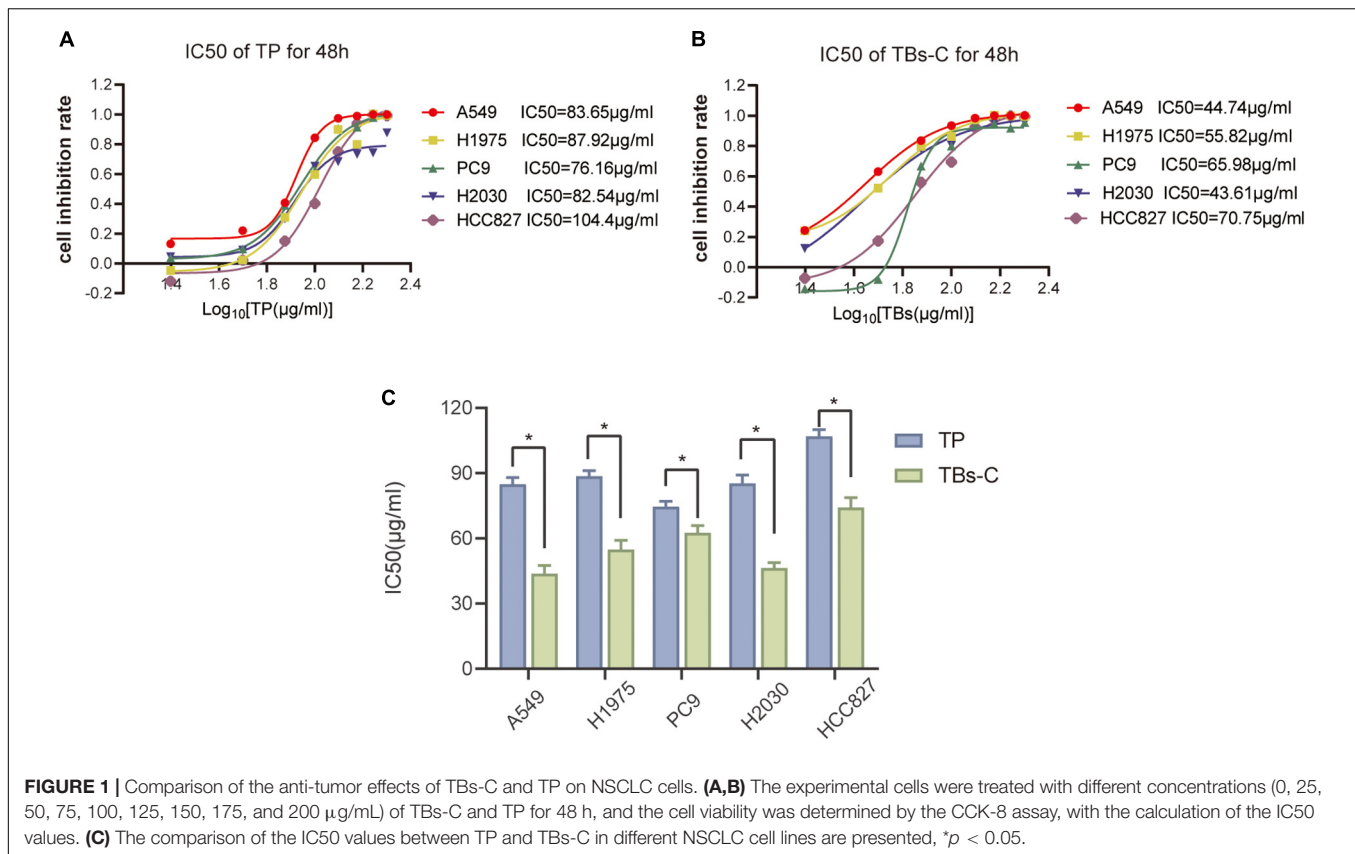 A
IC50 of TP for 48h
cell inhibition rate
1.2
1.0
0.8
0.6
0.4
0.2
0.0
-0.2
1.4 1.6 1.8 2.0 2.2 2.4
Log10[TP(μg/ml)]
A549 IC50=83.65μg/ml
H1975 IC50=87.92μg/ml
PC9 IC50=76.16μg/ml
H2030 IC50=82.54μg/ml
HCC827 IC50=104.4μg/ml
B
IC50 of TBs-C for 48h
cell inhibition rate
1.2
1.0
0.8
0.6
0.4
0.2
0.0
-0.2
1.4 1.6 1.8 2.0 2.2 2.4
Log10[TBs(μg/ml)]
A549 IC50=44.74μg/ml
H1975 IC50=55.82μg/ml
PC9 IC50=65.98μg/ml
H2030 IC50=43.61μg/ml
HCC827 IC50=70.75μg/ml
C
IC50(μg/ml)
120
90
60
30
0
* * * * *
A549 H1975 PC9 H2030 HCC827
TP
TBs-C
FIGURE 1 | Comparison of the anti-tumor effects of TBs-C and TP on NSCLC cells. (A,B) The experimental cells were treated with different concentrations (0, 25,
50, 75, 100, 125, 150, 175, and 200 μg/mL) of TBs-C and TP for 48 h, and the cell viability was determined by the CCK-8 assay, with the calculation of the IC50
values. (C) The comparison of the IC50 values between TP and TBs-C in different NSCLC cell lines are presented, *p < 0.05.